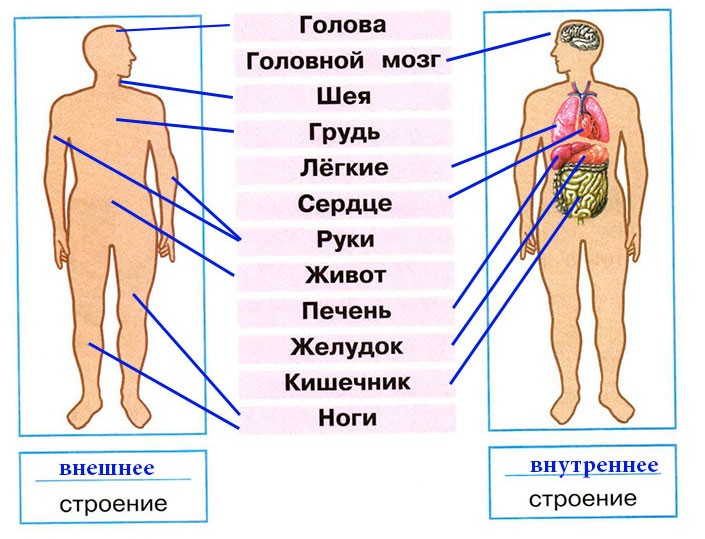 Голова
Головной мозг
Шея
Грудь
Лёгкие
Сердце
Руки
Живот
Печень
Желудок
Кишечник
Ноги
внешнее
строение
внутреннее
строение